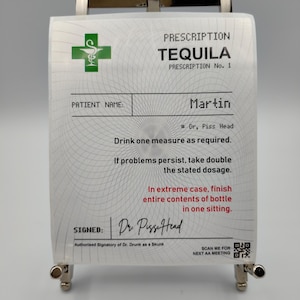 PRESCRIPTION
TEQUILA
PRESCRIPTION No. 1
PATIENT NAME: Martin
* Or, Piss Head
Drink one measure as required.
If problems persist, take double
the stated dosage.
In extreme case, finish
entire contents of bottle
in one sitting.
SIGNED: Dr PissHead
Authorised Signatory of Dr. Drunk as a Skunk
SCAN ME FOR
NEXT AA MEETING